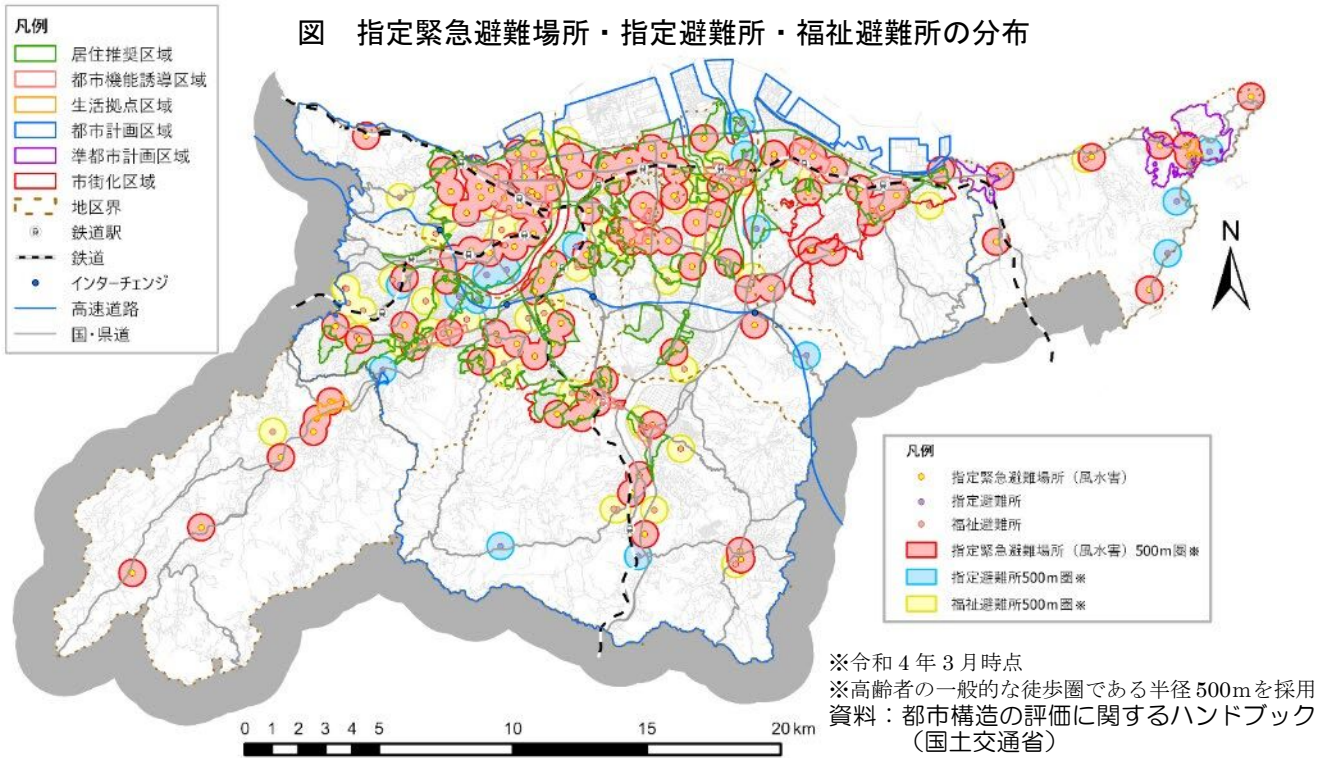 図　指定緊急避難場所・指定避難所・福祉避難所の分布
凡例
居住推奨区域
都市機能誘導区域
生活拠点区域
都市計画区域
準都市計画区域
市街化区域
地区界
鉄道駅
鉄道
インターチェンジ
高速道路
国・県道
N
凡例
指定緊急避難場所（風水害）
指定避難所
福祉避難所
指定緊急避難場所（風水害）500m圏※
指定避難所500m圏※
福祉避難所500m圏※
※令和４年３月時点
※高齢者の一般的な徒歩圏である半径500mを採用
資料：都市構造の評価に関するハンドブック
（国土交通省）
0 1 2 3 4 5 10 15 20 km